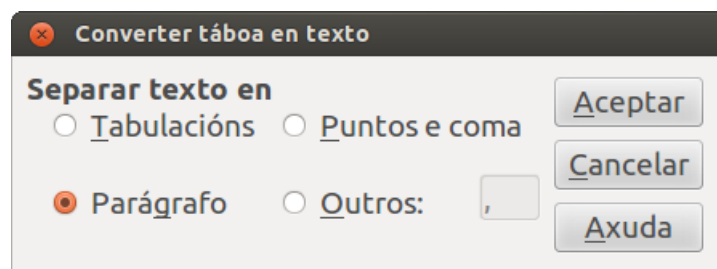 Converter táboa en texto
Separar texto en
Tabulacións Puntos e coma Aceptar
Cancelar
Parágrafo Outros: ,
Axuda